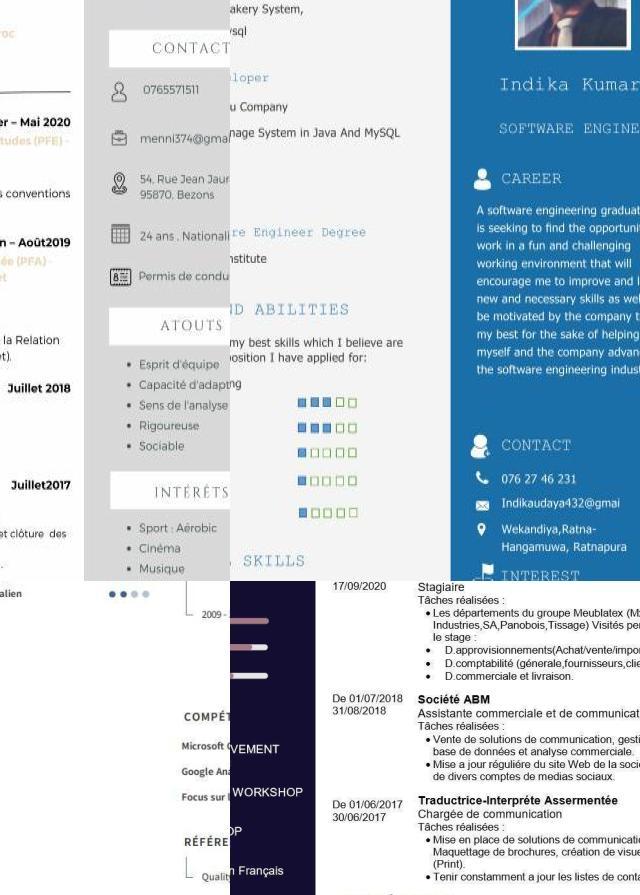 roc
er – Mai 2020
tudes (PFE) -
s conventions
n – Août2019
ée (PFA) -
et
la Relation
t).
Juillet 2018
Juillet2017
et clôture des
CONTACT
0765571511
menni374@gmai
54, Rue Jean Jaur
95870, Bezons
24 ans , Nationali
Permis de condu
ATOUTS
• Esprit d'équipe
• Capacité d'adapt
• Sens de l'analyse
• Rigoureuse
• Sociable
INTÉRÊTS
• Sport : Aérobic
• Cinéma
• Musique
akery System,
ysql
loper
u Company
nage System in Java And MySQL
re Engineer Degree
nstitute
ND ABILITIES
my best skills which I believe are
osition I have applied for:
ng
SKILLS
Indika Kumar
SOFTWARE ENGINE
CAREER
A software engineering graduat
is seeking to find the opportunit
work in a fun and challenging
working environment that will
encourage me to improve and l
new and necessary skills as wel
be motivated by the company t
my best for the sake of helping
myself and the company advan
the software engineering indust
CONTACT
076 27 46 231
Indikaudaya432@gmai
Wekandiya,Ratna-
Hangamuwa, Ratnapura
INTEREST
alien
2009 -
COMPÉT
Microsoft
Google Ana
Focus sur l
RÉFÉRE
Quality
VEMENT
WORKSHOP
OP
n Français
17/09/2020
Stagiaire
Tâches réalisées :
• Les départements du groupe Meublatex (M
Industries,SA,Panobois,Tissage) Visités pe
le stage :
• D.approvisionnements(Achat/vente/impor
• D.comptabilité (génerale,fournisseurs,clie
• D.commerciale et livraison.
De 01/07/2018
31/08/2018
Société ABM
Assistante commerciale et de communicat
Tâches réalisées :
• Vente de solutions de communication, gesti
base de données et analyse commerciale.
• Mise a jour régulière du site Web de la soci
de divers comptes de medias sociaux.
De 01/06/2017
30/06/2017
Traductrice-Interpréte Assermentée
Chargée de communication
Tâches réalisées :
• Mise en place de solutions de communicatio
Maquettage de brochures, création de visue
(Print).
• Tenir constamment a jour les listes de conta